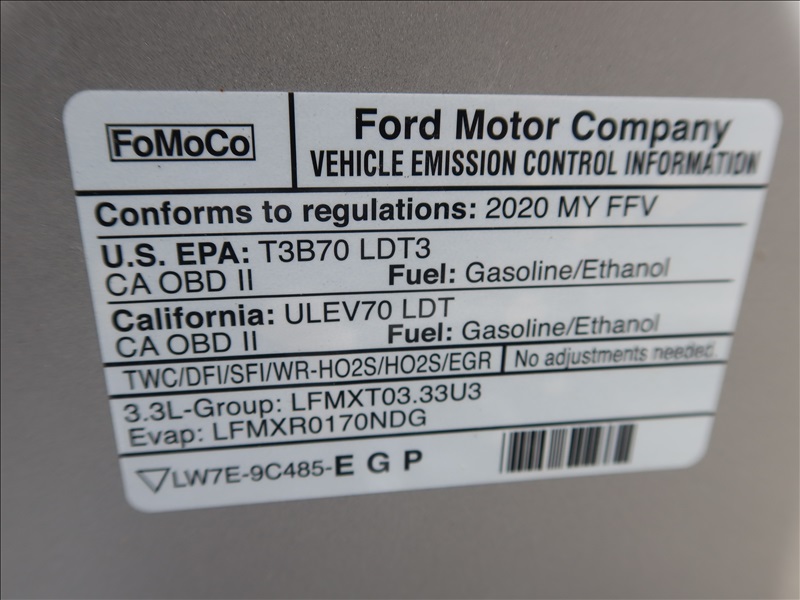 FoMoCo
Ford Motor Company
VEHICLE EMISSION CONTROL INFORMATION
Conforms to regulations: 2020 MY FFV
U.S. EPA: T3B70 LDT3
CA OBD II Fuel: Gasoline/Ethanol
California: ULEV70 LDT
CA OBD II Fuel: Gasoline/Ethanol
TWC/DFI/SFI/WR-HO2S/HO2S/EGR No adjustments needed.
3.3L-Group: LFMXT03.33U3
Evap: LFMXR0170NDG
LW7E-9C485-E G P